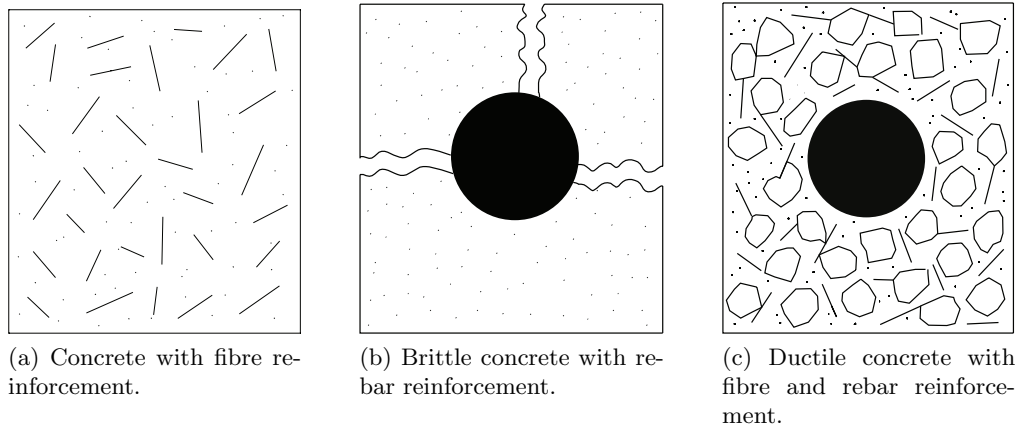 (a) Concrete with fibre re-
inforcement.
(b) Brittle concrete with re-
bar reinforcement.
(c) Ductile concrete with
fibre and rebar reinforce-
ment.